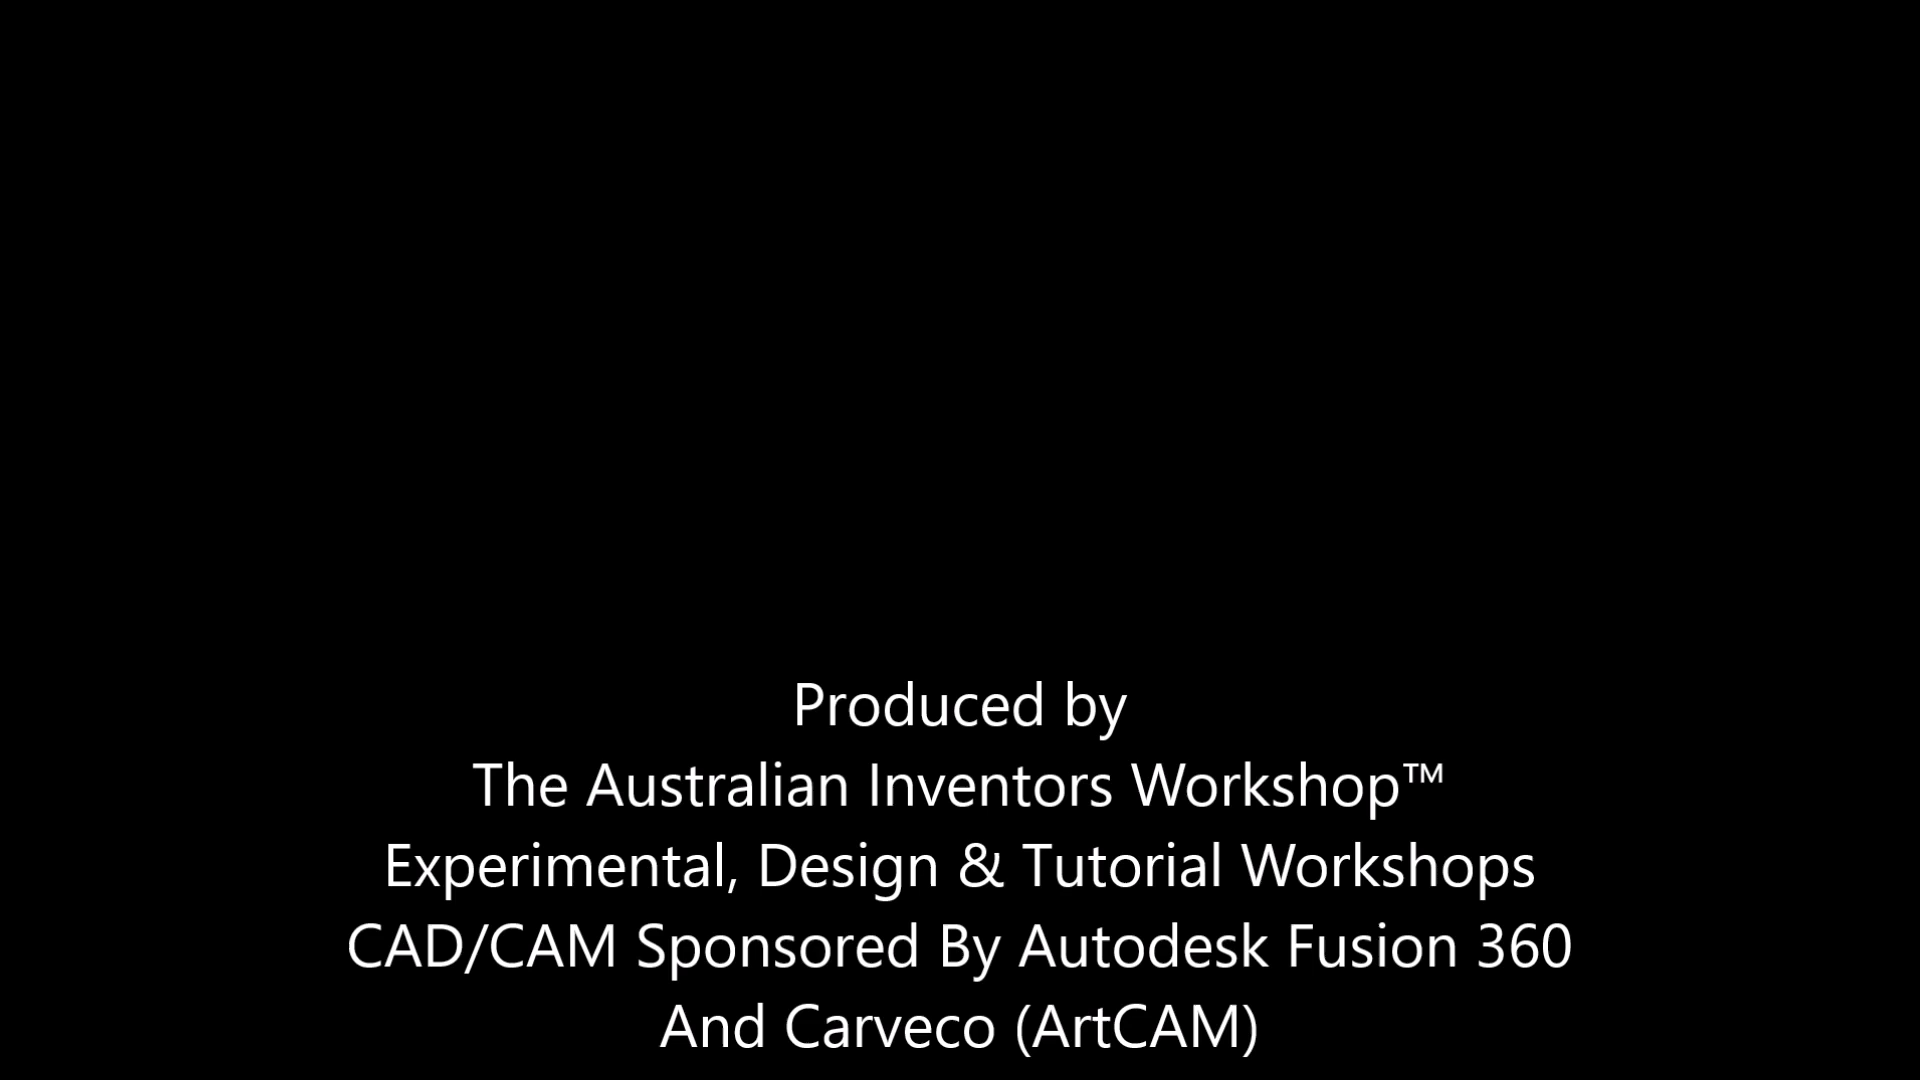 Produced by
The Australian Inventors Workshop™
Experimental, Design & Tutorial Workshops
CAD/CAM Sponsored By Autodesk Fusion 360
And Carveco (ArtCAM)